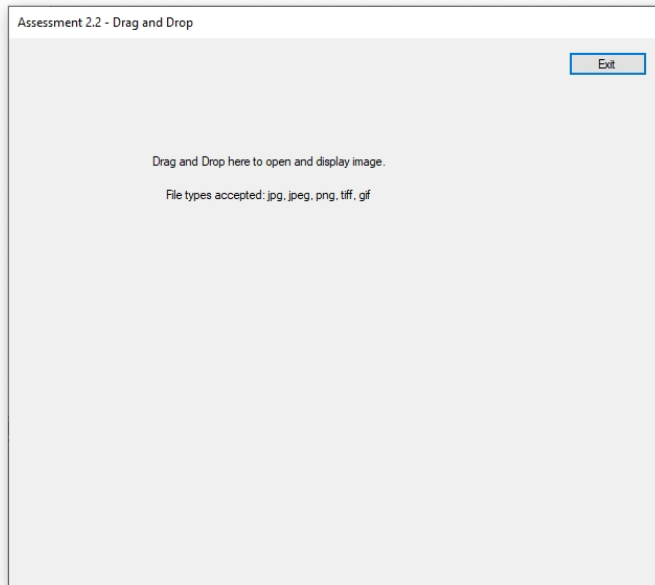 Assessment 2.2 - Drag and Drop
Exit
Drag and Drop here to open and display image.
File types accepted: jpg, jpeg, png, tiff, gif